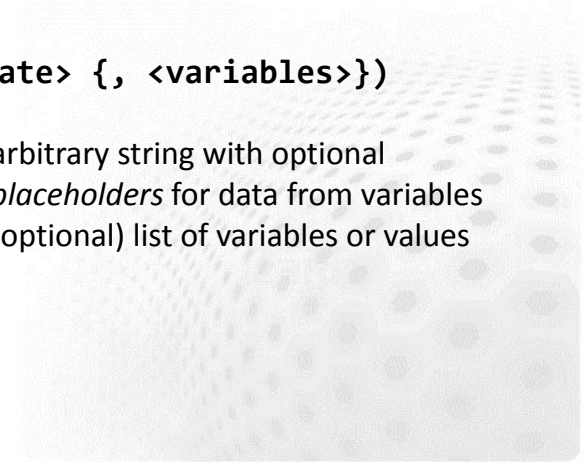 ate> {, <variables>})
arbitrary string with optional
placeholders for data from variables
optional) list of variables or values